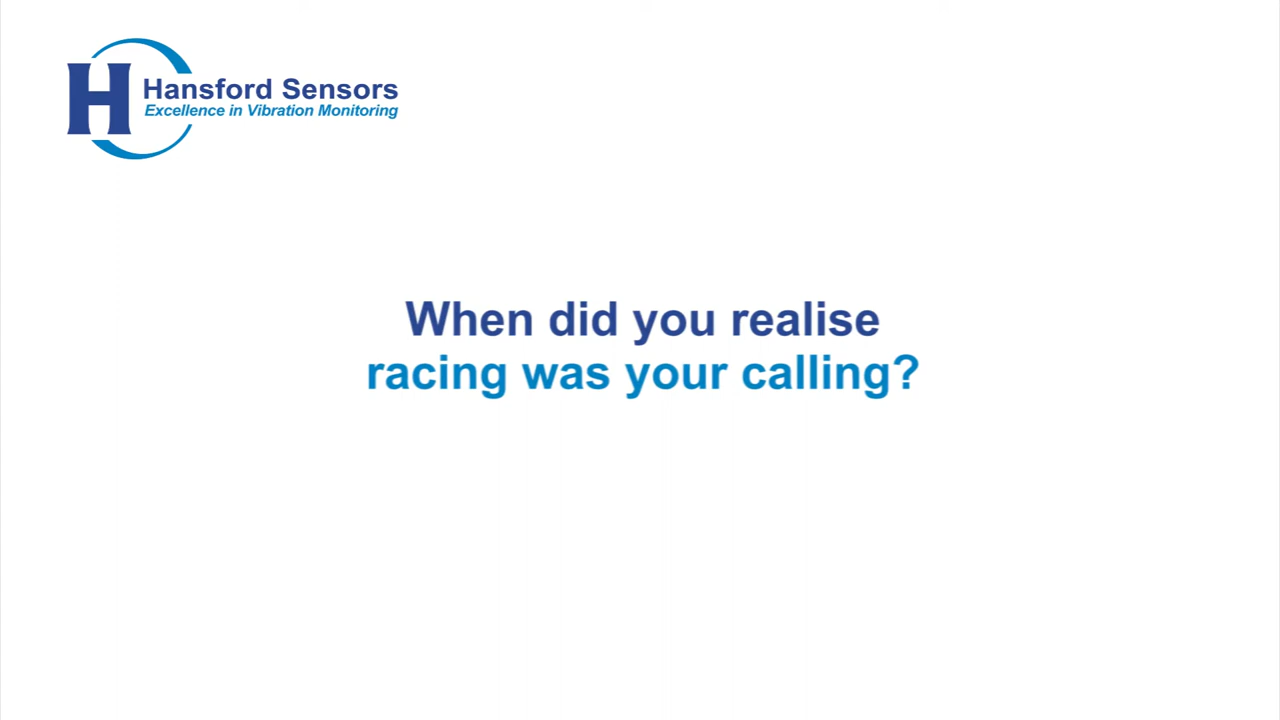 H
Hansford Sensors
Excellence in Vibration Monitoring
When did you realise
racing was your calling?